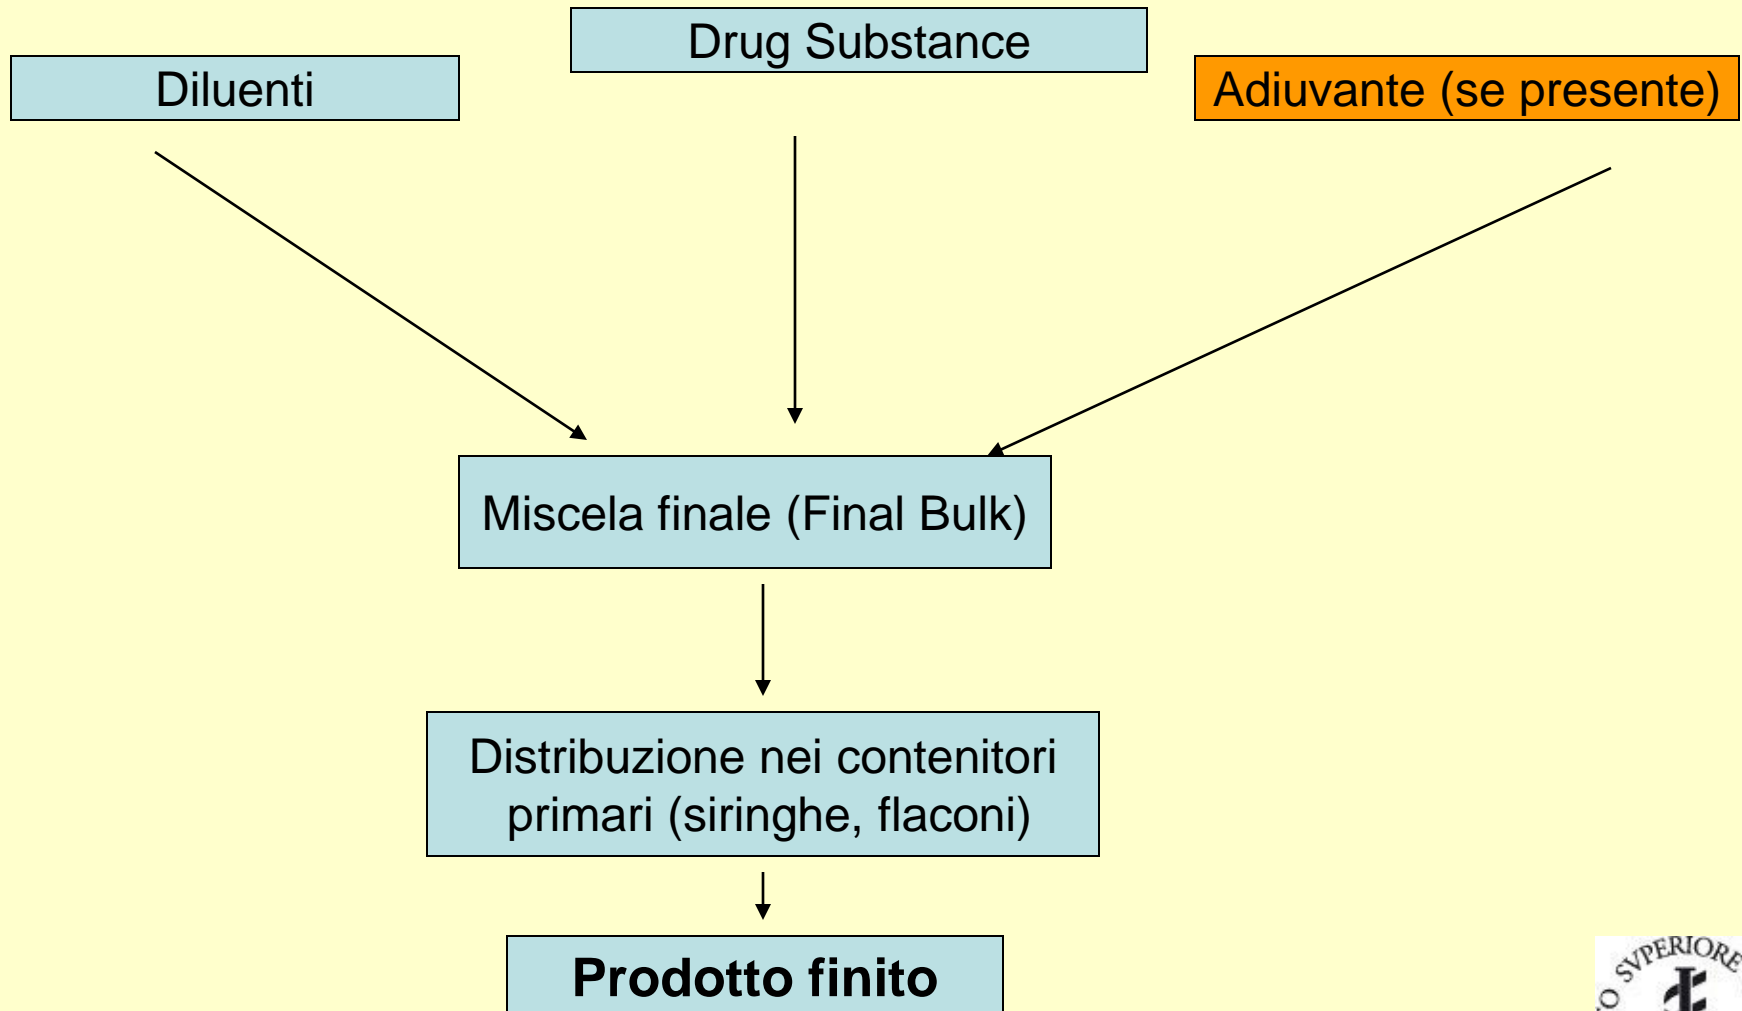 Drug Substance
Diluenti
Adiuvante (se presente)
Miscela finale (Final Bulk)
Distribuzione nei contenitori
primari (siringhe, flaconi)
Prodotto finito
SVPERIORE